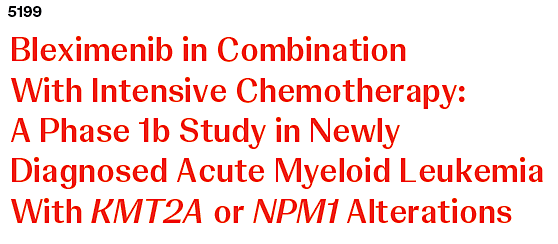 5199
Bleximenib in Combination
With Intensive Chemotherapy:
A Phase 1b Study in Newly
Diagnosed Acute Myeloid Leukemia
With KMT2A or NPM1 Alterations